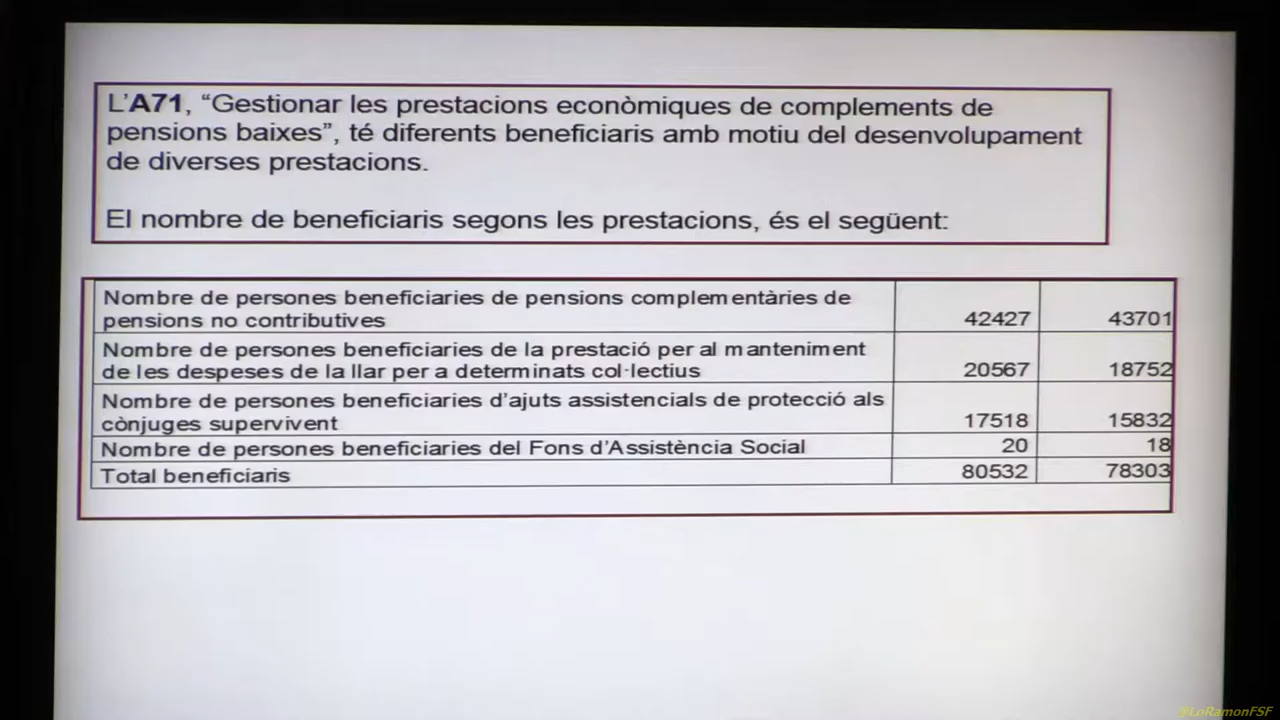 L'A71, “Gestionar les prestacions econòmiques de complements de
pensions baixes”, té diferents beneficiaris amb motiu del desenvolupament
de diverses prestacions.
El nombre de beneficiaris segons les prestacions, és el següent:
Nombre de persones beneficiaries de pensions complementàries de
pensions no contributives 42427 43701
Nombre de persones beneficiaries de la prestació per al manteniment
de les despeses de la llar per a determinats col·lectius 20567 18752
Nombre de persones beneficiaries d'ajuts assistencials de protecció als
cònjuges supervivent 17518 15832
Nombre de persones beneficiaries del Fons d'Assistència Social 20 18
Total beneficiaris 80532 78303
@LoRamonFSF